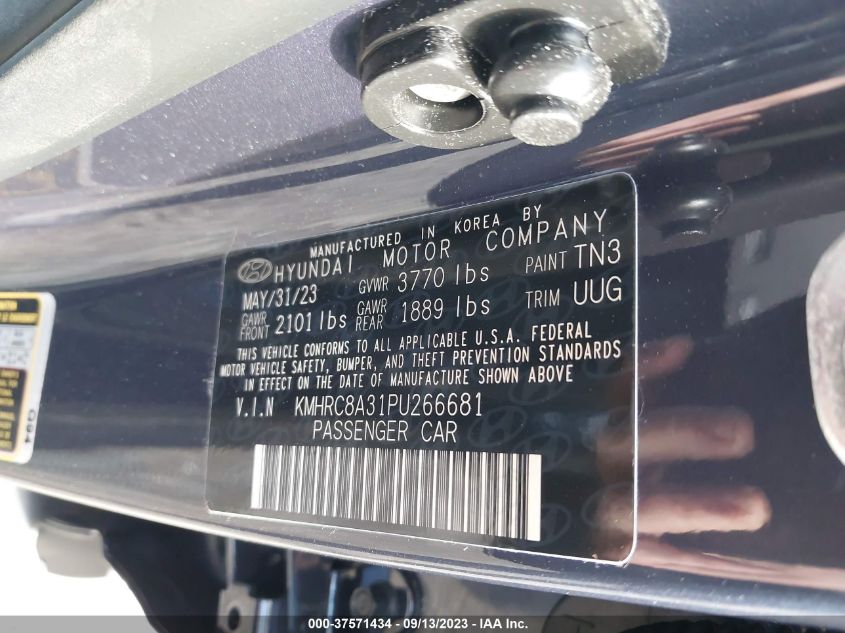 MANUFACTURED IN KOREA BY
HYUNDAI MOTOR COMPANY
MAY/31/23 GVWR 3770 lbs PAINT TN3
GAWR FRONT 2101 lbs GAWR REAR 1889 lbs TRIM UUG
THIS VEHICLE CONFORMS TO ALL APPLICABLE U.S.A. FEDERAL
MOTOR VEHICLE SAFETY, BUMPER, AND THEFT PREVENTION STANDARDS
IN EFFECT ON THE DATE OF MANUFACTURE SHOWN ABOVE
V.I.N KMHRC8A31PU266681
PASSENGER CAR
000-37571434 - 09/13/2023 - IAA Inc.